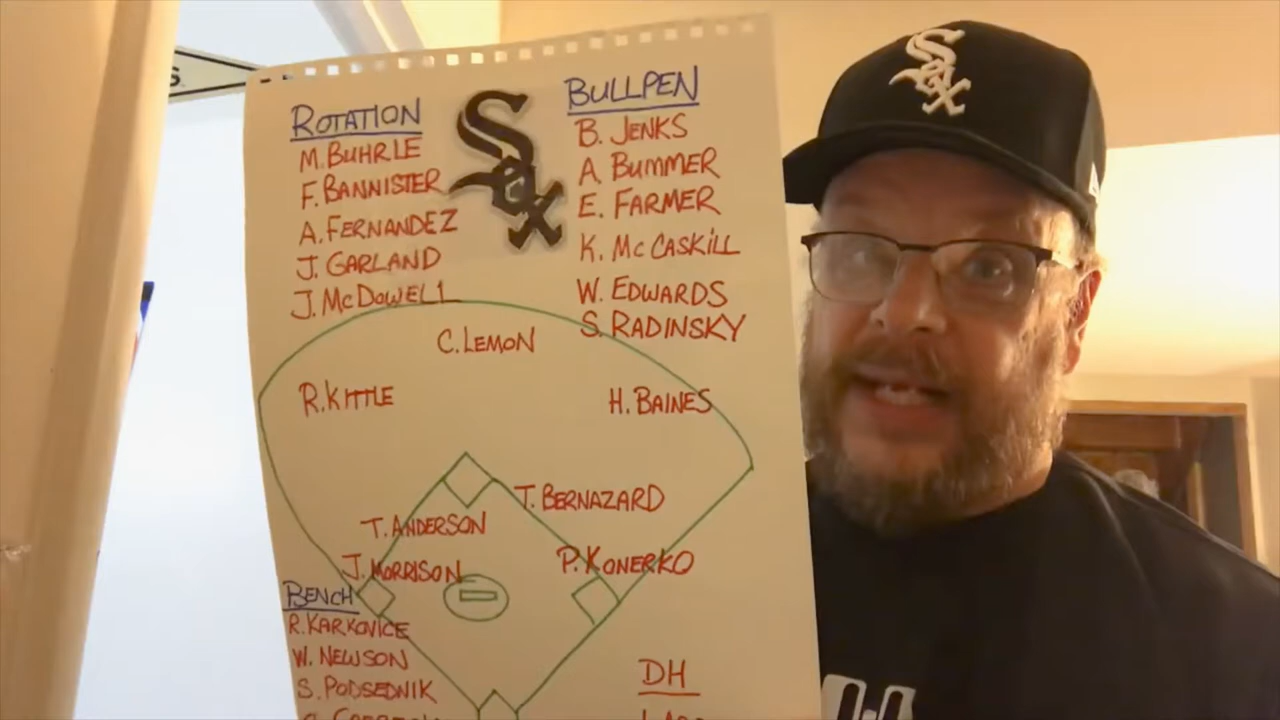 S.
ROTATION
M. BUHRLE
F. BANNISTER
A. FERNANDEZ
J. GARLAND
J. McDOWELL
Sox
BULLPEN
B. JENKS
A. BUMMER
E. FARMER
K. McCASKILL
W. EDWARDS
S. RADINSKY
Sox
C. LEMON
R. KITTLE
H. BAINES
T. BERNAZARD
T. ANDERSON
J. MORRISON
P. KONERKO
BENCH
R. KARKOVICE
W. NEWSON
S. PODSEDNIK
DH